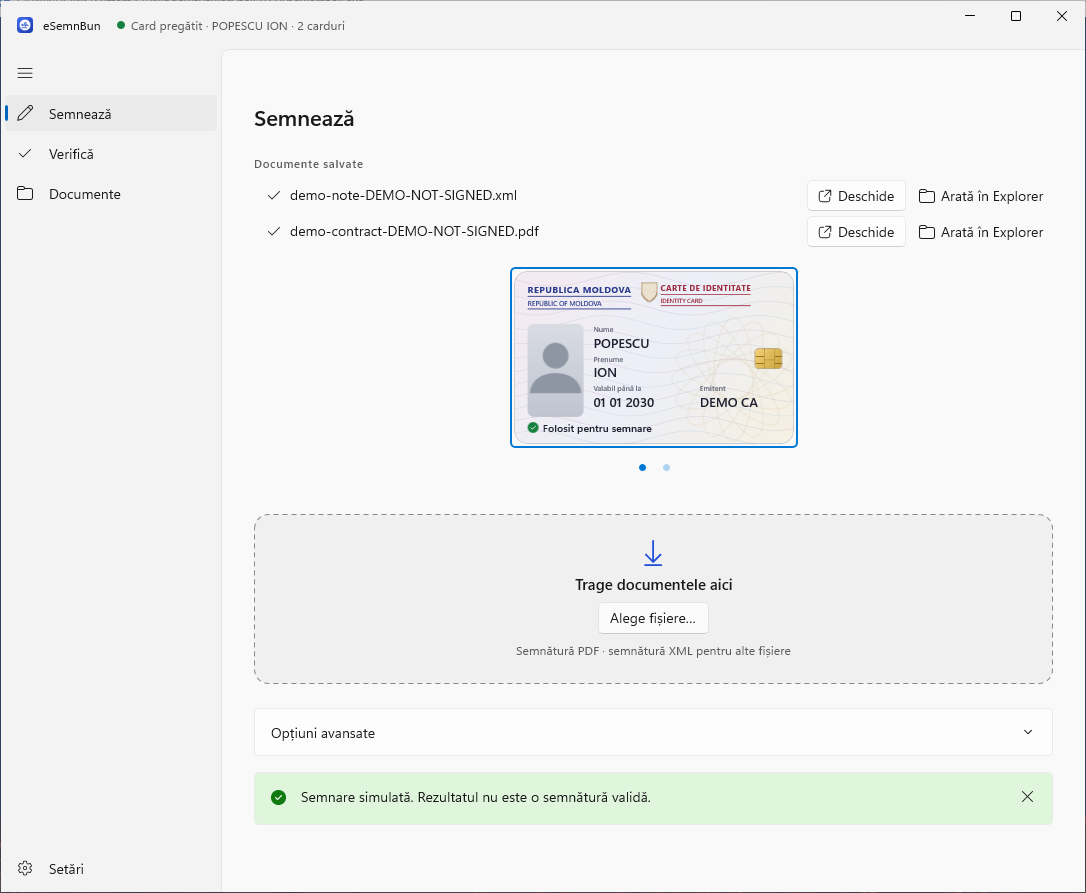 eSemnBun
Card pregătit · POPESCU ION · 2 carduri
Semnează
Verifică
Documente
Setări
Semnează
Documente salvate
demo-note-DEMO-NOT-SIGNED.xml
Deschide
Arată în Explorer
demo-contract-DEMO-NOT-SIGNED.pdf
Deschide
Arată în Explorer
REPUBLICA MOLDOVA
REPUBLIC OF MOLDOVA
CARTE DE IDENTITATE
IDENTITY CARD
Nume
POPESCU
Prenume
ION
Valabil până la
01 01 2030
Emitent
DEMO CA
Folosit pentru semnare
Trage documentele aici
Alege fișiere...
Semnătură PDF · semnătură XML pentru alte fișiere
Opțiuni avansate
Semnare simulată. Rezultatul nu este o semnătură validă.